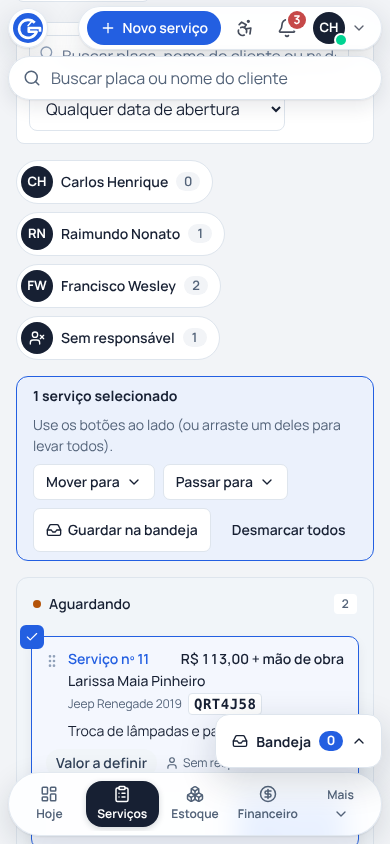 Novo serviço
3
CH
Buscar placa ou nome do cliente
Qualquer data de abertura
CH Carlos Henrique 0
RN Raimundo Nonato 1
FW Francisco Wesley 2
Sem responsável 1
1 serviço selecionado
Use os botões ao lado (ou arraste um deles para
levar todos).
Mover para
Passar para
Guardar na bandeja
Desmarcar todos
Aguardando 2
Serviço nº 11 R$ 113,00 + mão de obra
Larissa Maia Pinheiro
Jeep Renegade 2019 QRT4J58
Troca de lâmpadas e
Bandeja 0
Valor a definir
Sem
Hoje
Serviços
Estoque
Financeiro
Mais